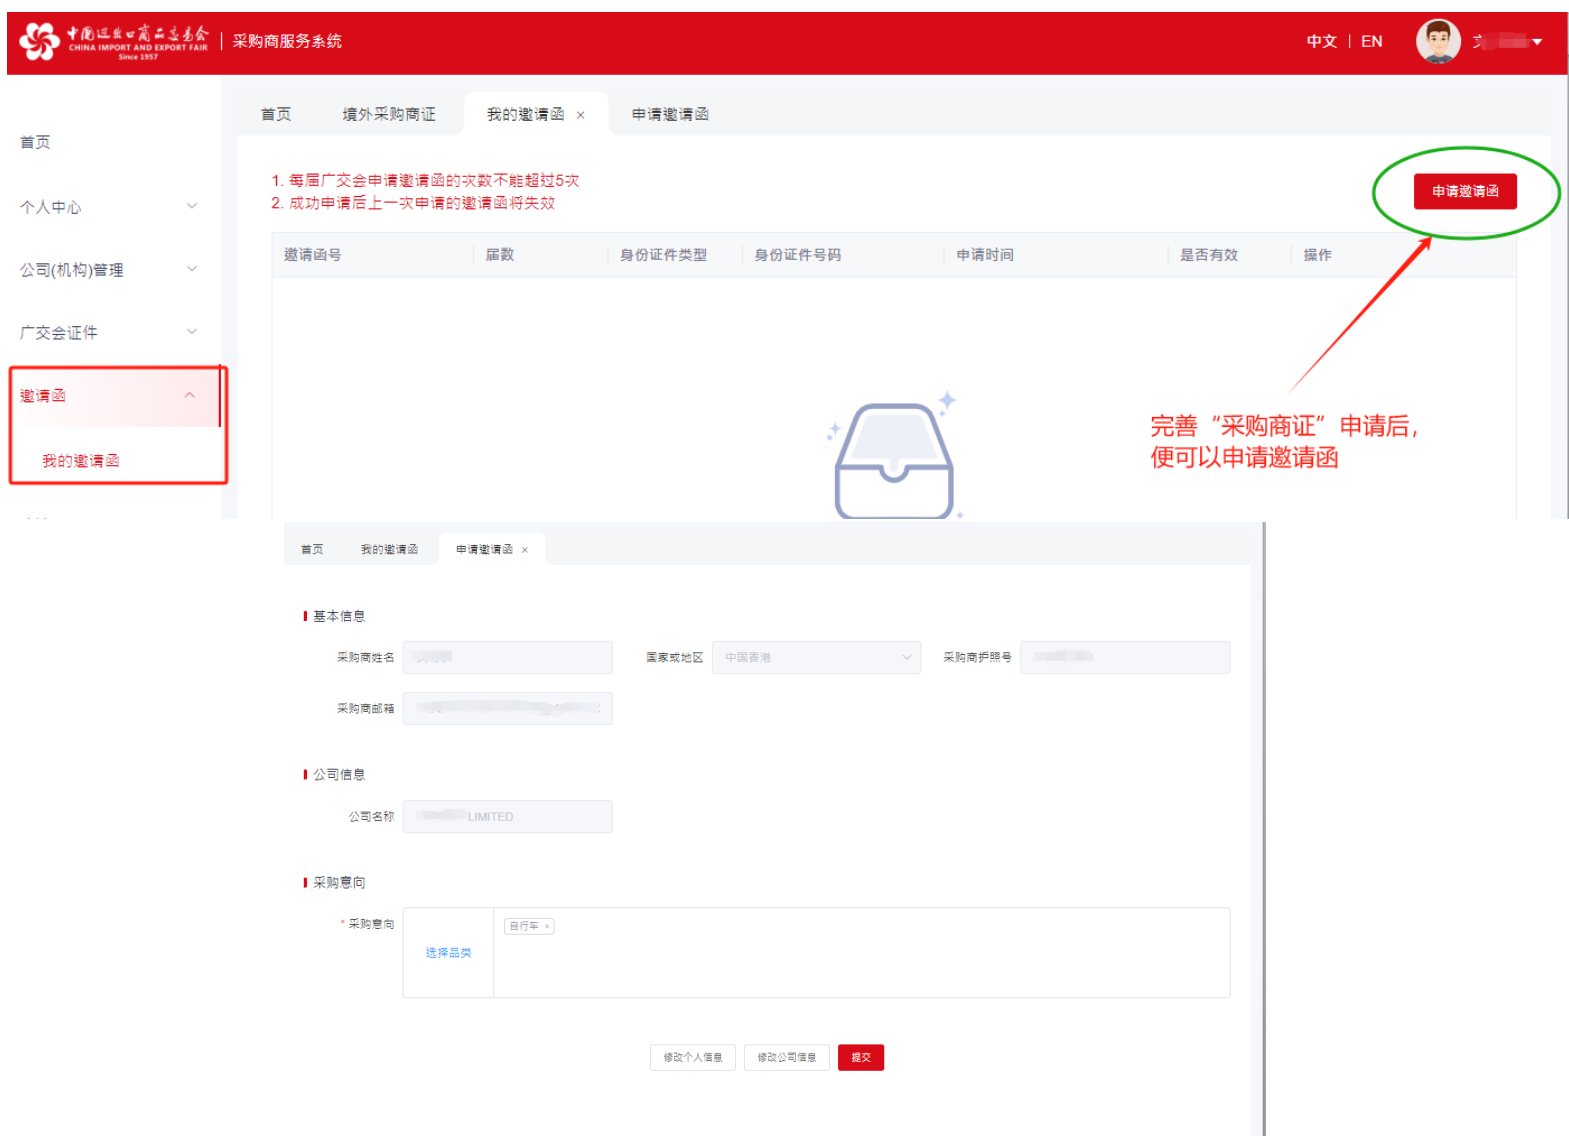 中国进出口商品交易会
CHINA IMPORT AND EXPORT FAIR
Since 1957
采购商服务系统
中文 | EN
首页
个人中心
公司(机构)管理
广交会证件
邀请函
我的邀请函
首页 境外采购商证 我的邀请函 × 申请邀请函
1. 每届广交会申请邀请函的次数不能超过5次
2. 成功申请后上一次申请的邀请函将失效
申请邀请函
邀请函号 届数 身份证件类型 身份证件号码 申请时间 是否有效 操作
完善“采购商证”申请后，
便可以申请邀请函
首页 我的邀请函 申请邀请函 ×
基本信息
采购商姓名 国家或地区 中国香港 采购商护照号
采购商邮箱
公司信息
公司名称 LIMITED
采购意向
* 采购意向 选择品类 自行车 ×
修改个人信息 修改公司信息 提交